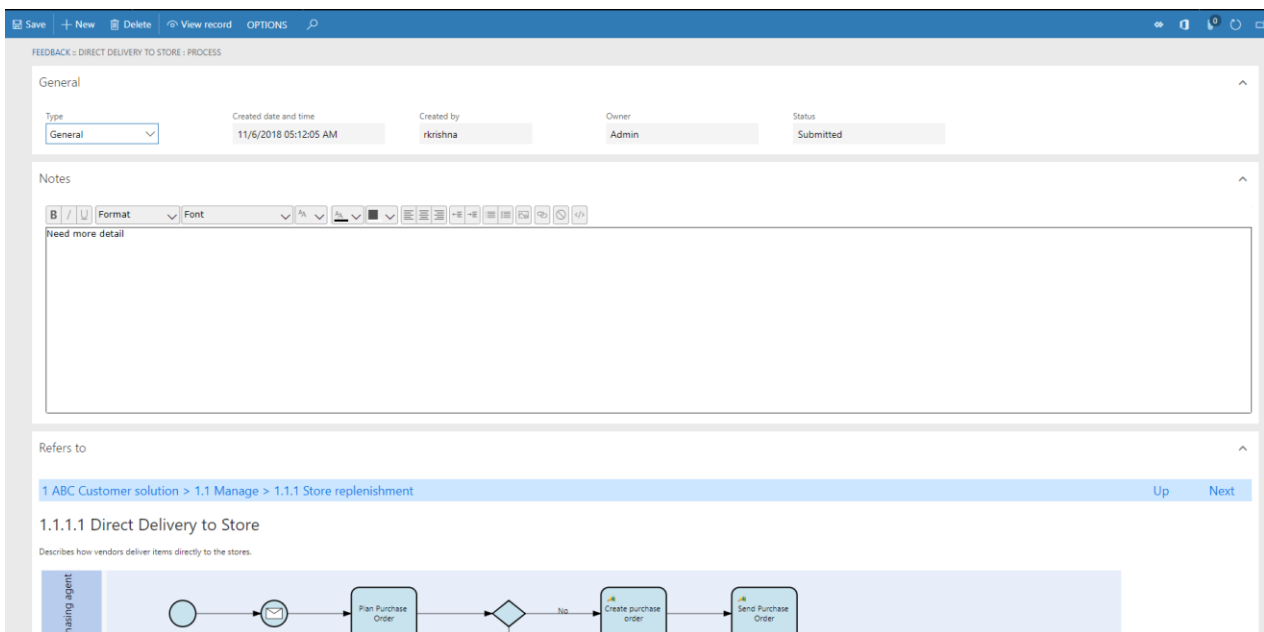 Save New Delete View record OPTIONS 0
FEEDBACK :: DIRECT DELIVERY TO STORE : PROCESS
General
Type Created date and time Created by Owner Status
General 11/6/2018 05:12:05 AM rkrishna Admin Submitted
Notes
B I U Format Font
Need more detail
Refers to
1 ABC Customer solution > 1.1 Manage > 1.1.1 Store replenishment Up Next
1.1.1.1 Direct Delivery to Store
Describes how vendors deliver items directly to the stores.
agent
Plan Purchase
Order
No
Create purchase
order
Send Purchase
Order